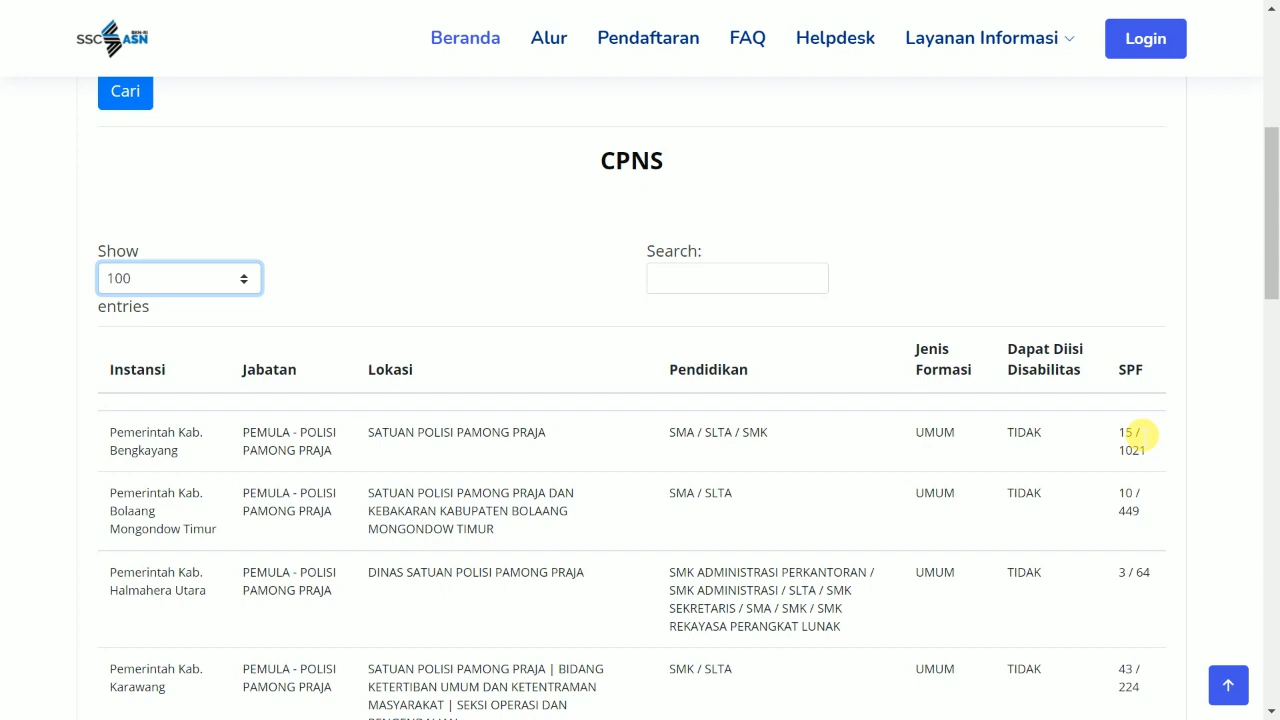 SSC BKN-RI ASN
Beranda Alur Pendaftaran FAQ Helpdesk Layanan Informasi Login
Cari
CPNS
Show
Search:
100
entries
Instansi Jabatan Lokasi Pendidikan Jenis Formasi Dapat Diisi Disabilitas SPF
Pemerintah Kab. PEMULA - POLISI SATUAN POLISI PAMONG PRAJA SMA / SLTA / SMK UMUM TIDAK 15 /
Bengkayang PAMONG PRAJA 1021
Pemerintah Kab. PEMULA - POLISI SATUAN POLISI PAMONG PRAJA DAN SMA / SLTA UMUM TIDAK 10 /
Bolaang PAMONG PRAJA KEBAKARAN KABUPATEN BOLAANG 449
Mongondow Timur MONGONDOW TIMUR
Pemerintah Kab. PEMULA - POLISI DINAS SATUAN POLISI PAMONG PRAJA SMK ADMINISTRASI PERKANTORAN / UMUM TIDAK 3 / 64
Halmahera Utara PAMONG PRAJA SMK ADMINISTRASI / SLTA / SMK
SEKRETARIS / SMA / SMK / SMK
REKAYASA PERANGKAT LUNAK
Pemerintah Kab. PEMULA - POLISI SATUAN POLISI PAMONG PRAJA | BIDANG SMK / SLTA UMUM TIDAK 43 /
Karawang PAMONG PRAJA KETERTIBAN UMUM DAN KETENTRAMAN 224
MASYARAKAT | SEKSI OPERASI DAN